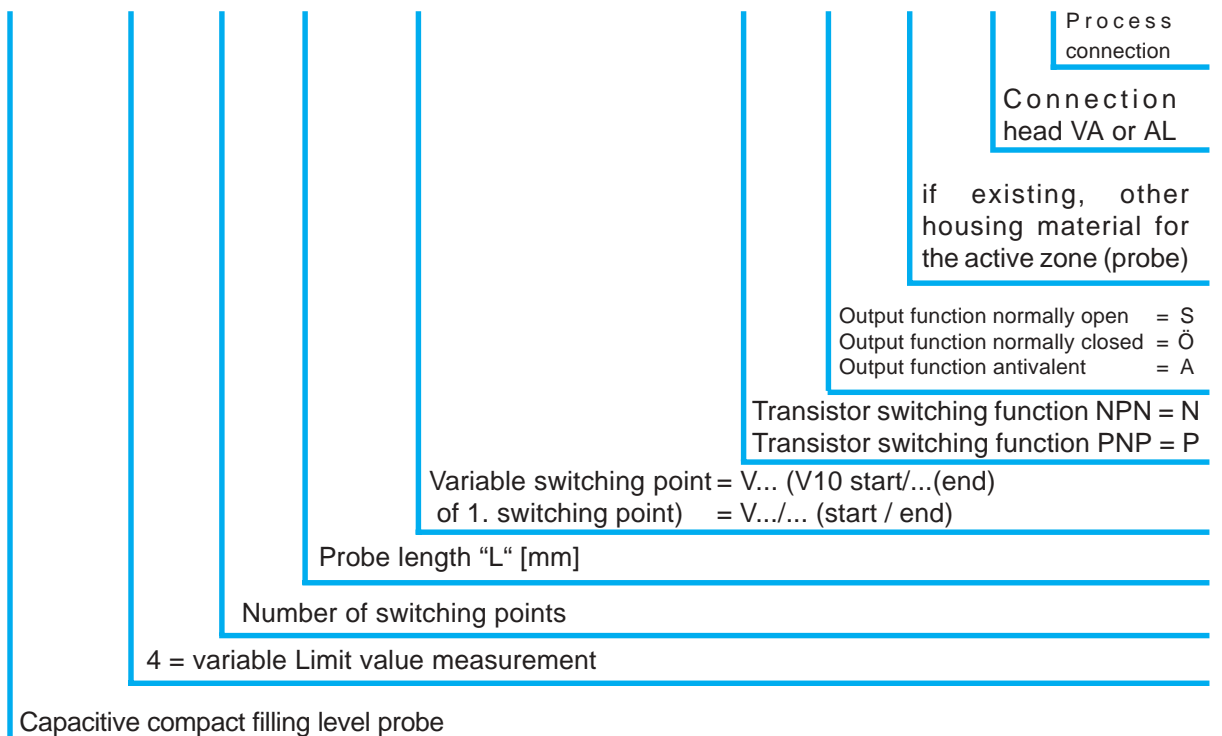 Process
connection
Connection
head VA or AL
if existing, other
housing material for
the active zone (probe)
Output function normally open = S
Output function normally closed = Ö
Output function antivalent = A
Transistor switching function NPN = N
Transistor switching function PNP = P
Variable switching point = V... (V10 start/...(end)
of 1. switching point) = V.../... (start / end)
Probe length “L“ [mm]
Number of switching points
4 = variable Limit value measurement
Capacitive compact filling level probe